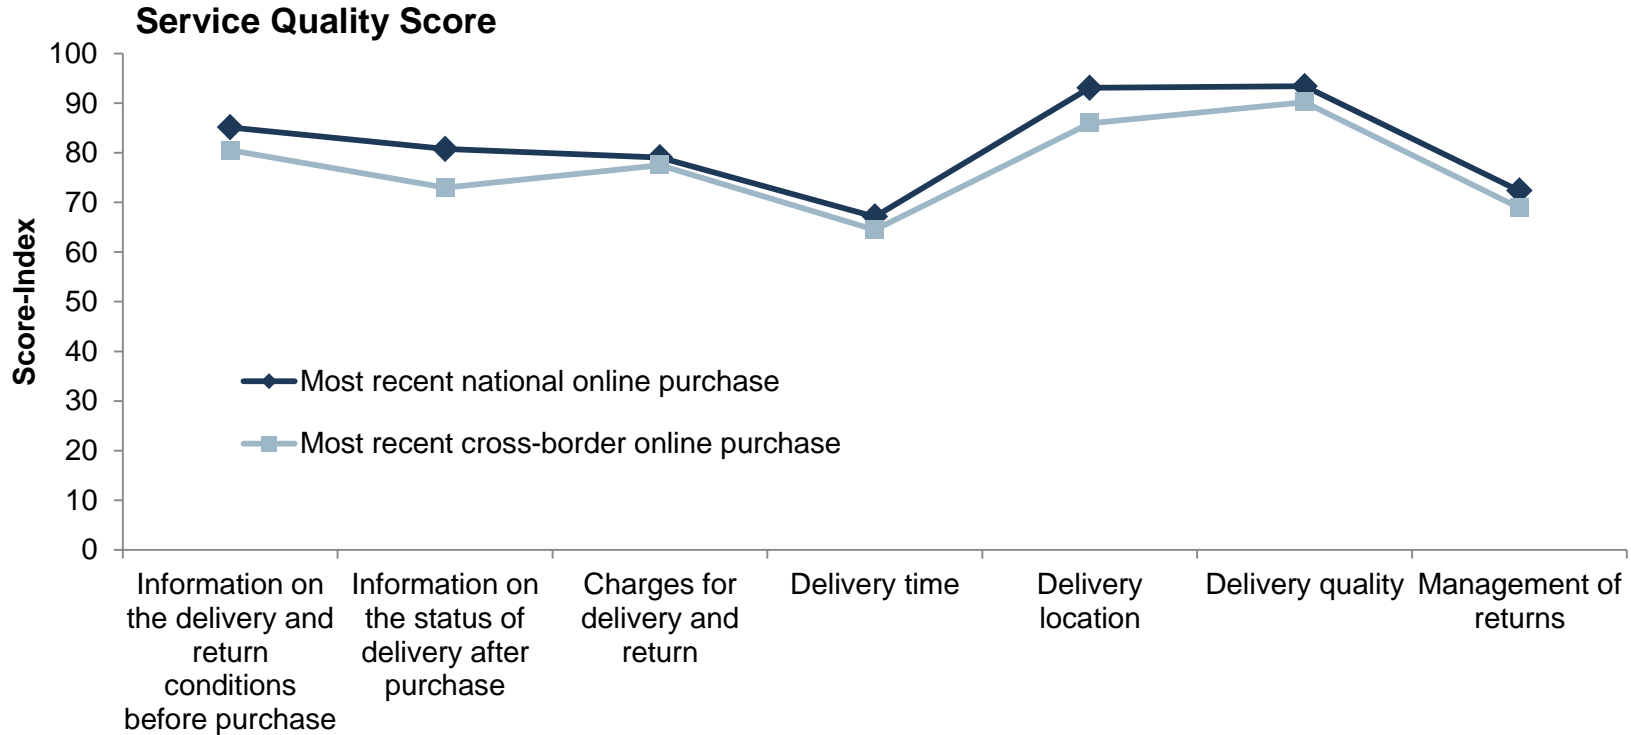 Service Quality Score
100
90
80
70
60
50
40
30
20
10
0
Score-Index
Most recent national online purchase
Most recent cross-border online purchase
Information on
the delivery and
return
conditions
before purchase
Information on
the status of
delivery after
purchase
Charges for
delivery and
return
Delivery time
Delivery
location
Delivery quality
Management of
returns